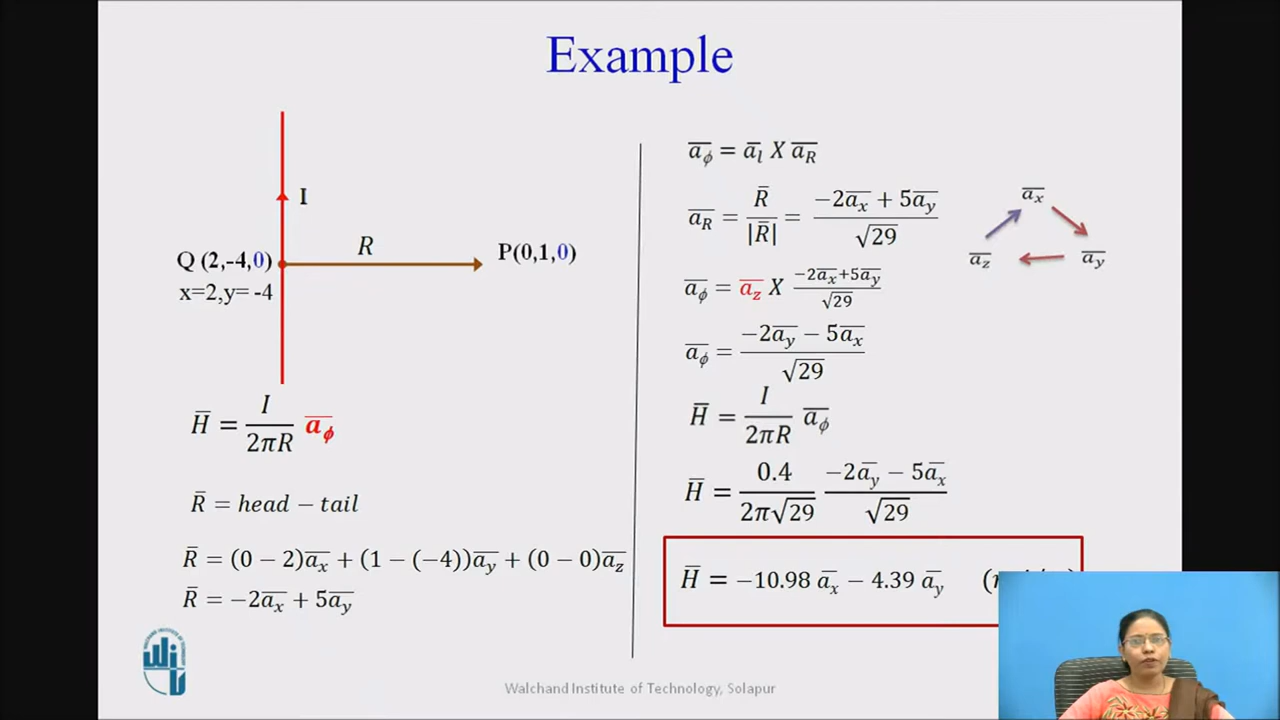 Example
I
R
Q (2,-4,0)
P(0,1,0)
x=2,y= -4
H̅ = I / 2πR a̅ϕ
R̅ = head − tail
R̅ = (0 − 2)a̅x + (1 − (−4))a̅y + (0 − 0)a̅z
R̅ = −2a̅x + 5a̅y
a̅ϕ = a̅l X a̅R
a̅R = R̅ / |R̅| = −2a̅x + 5a̅y / √29
a̅x
a̅z
a̅y
a̅ϕ = a̅z X −2a̅x+5a̅y / √29
a̅ϕ = −2a̅y − 5a̅x / √29
H̅ = I / 2πR a̅ϕ
H̅ = 0.4 / 2π√29 −2a̅y − 5a̅x / √29
H̅ = −10.98 a̅x − 4.39 a̅y
Walchand Institute of Technology, Solapur